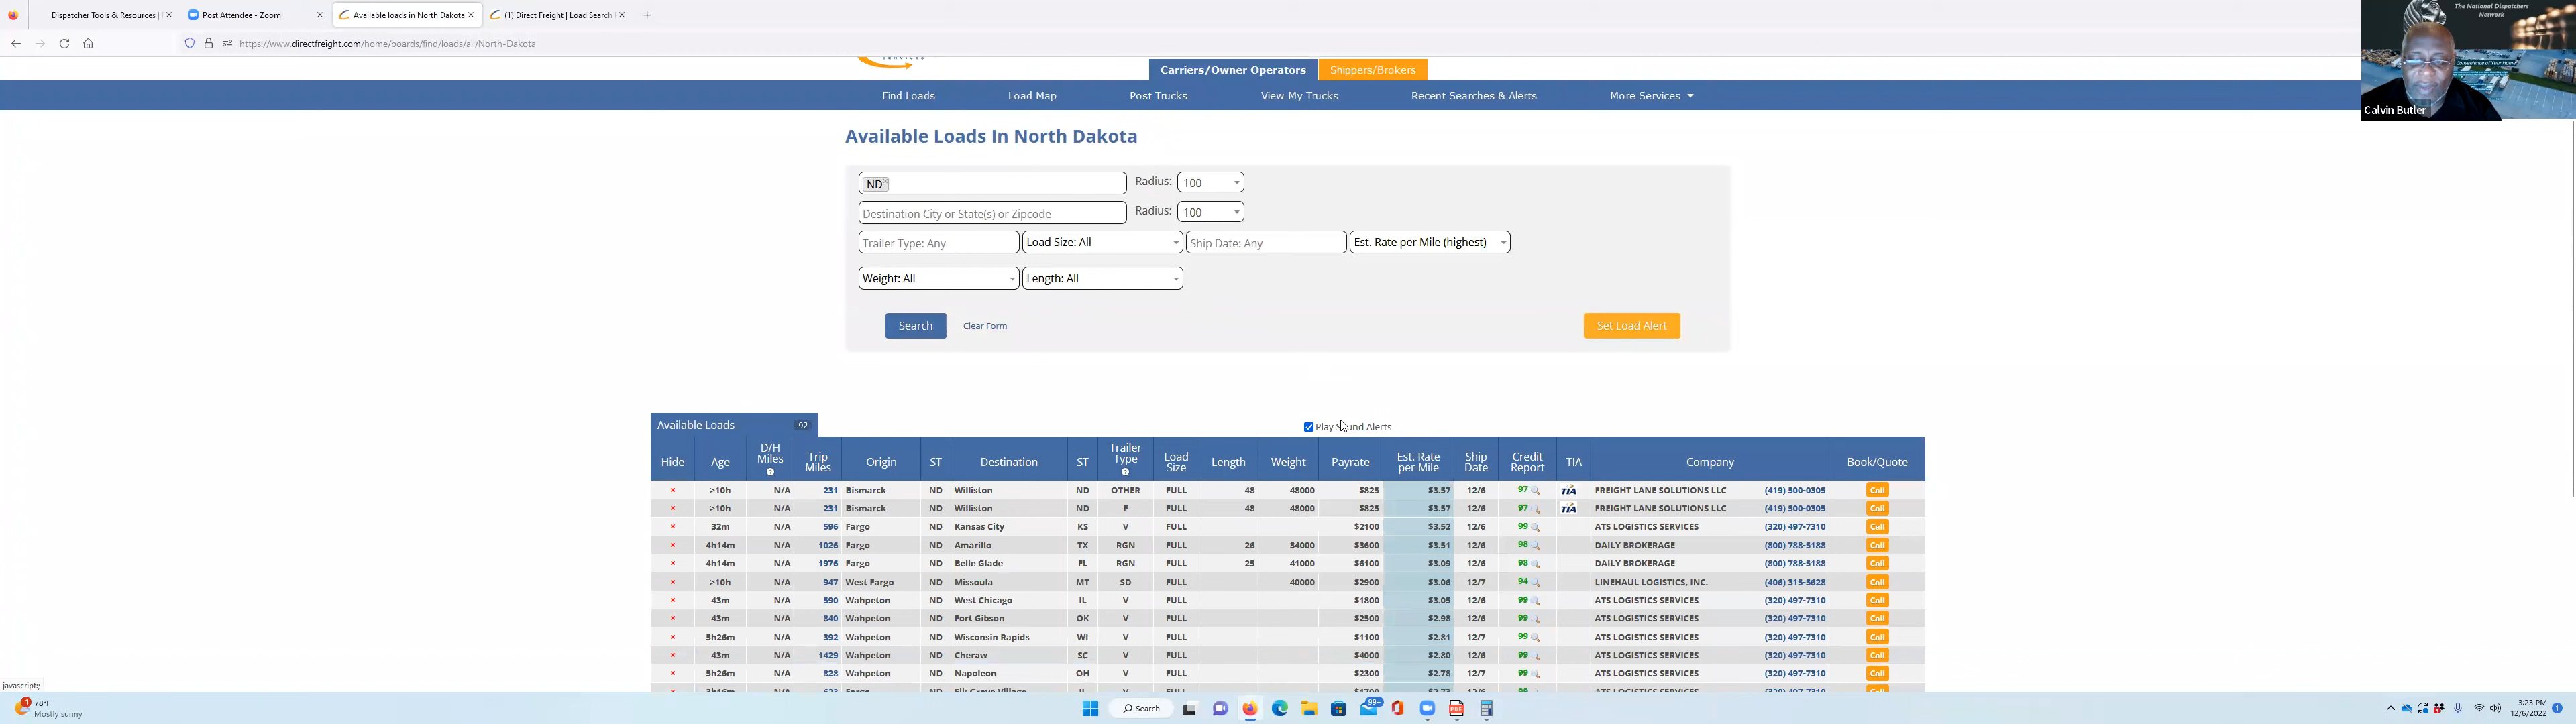 Dispatcher Tools & Resources |
Post Attendee - Zoom
Available loads in North Dakota
(1) Direct Freight | Load Search
The National Dispatchers
Network
https://www.directfreight.com/home/boards/find/loads/all/North-Dakota
Convenience of Your Home
Calvin Butler
SERVICES
Carriers/Owner Operators Shippers/Brokers
Find Loads Load Map Post Trucks View My Trucks Recent Searches & Alerts More Services
Available Loads In North Dakota
ND Radius: 100
Destination City or State(s) or Zipcode Radius: 100
Trailer Type: Any Load Size: All Ship Date: Any Est. Rate per Mile (highest)
Weight: All Length: All
Search Clear Form Set Load Alert
Available Loads 92 Play Sound Alerts
Hide Age D/H Miles Trip Miles Origin ST Destination ST Trailer Type Load Size Length Weight Payrate Est. Rate per Mile Ship Date Credit Report TIA Company Book/Quote
× >10h N/A 231 Bismarck ND Williston ND OTHER FULL 48 48000 $825 $3.57 12/6 97 TIA FREIGHT LANE SOLUTIONS LLC (419) 500-0305 Call
× >10h N/A 231 Bismarck ND Williston ND F FULL 48 48000 $825 $3.57 12/6 97 TIA FREIGHT LANE SOLUTIONS LLC (419) 500-0305 Call
× 32m N/A 596 Fargo ND Kansas City KS V FULL $2100 $3.52 12/6 99 ATS LOGISTICS SERVICES (320) 497-7310 Call
× 4h14m N/A 1026 Fargo ND Amarillo TX RGN FULL 26 34000 $3600 $3.51 12/6 98 DAILY BROKERAGE (800) 788-5188 Call
× 4h14m N/A 1976 Fargo ND Belle Glade FL RGN FULL 25 41000 $6100 $3.09 12/6 98 DAILY BROKERAGE (800) 788-5188 Call
× >10h N/A 947 West Fargo ND Missoula MT SD FULL 40000 $2900 $3.06 12/7 94 LINEHAUL LOGISTICS, INC. (406) 315-5628 Call
× 43m N/A 590 Wahpeton ND West Chicago IL V FULL $1800 $3.05 12/6 99 ATS LOGISTICS SERVICES (320) 497-7310 Call
× 43m N/A 840 Wahpeton ND Fort Gibson OK V FULL $2500 $2.98 12/6 99 ATS LOGISTICS SERVICES (320) 497-7310 Call
× 5h26m N/A 392 Wahpeton ND Wisconsin Rapids WI V FULL $1100 $2.81 12/7 99 ATS LOGISTICS SERVICES (320) 497-7310 Call
× 43m N/A 1429 Wahpeton ND Cheraw SC V FULL $4000 $2.80 12/6 99 ATS LOGISTICS SERVICES (320) 497-7310 Call
× 5h26m N/A 828 Wahpeton ND Napoleon OH V FULL $2300 $2.78 12/7 99 ATS LOGISTICS SERVICES (320) 497-7310 Call
javascript:;
1 78°F
Mostly sunny
Search
99+
3:23 PM
12/6/2022 1